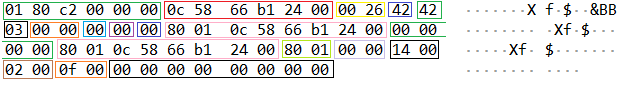 01 80 c2 00 00 00 0c 58 66 b1 24 00 00 26 42 42 ·······X f·$··&BB
03 00 00 00 00 00 80 01 0c 58 66 b1 24 00 00 00 ········ ·Xf·$···
00 00 80 01 0c 58 66 b1 24 00 80 01 00 00 14 00 ·····Xf· $·······
02 00 0f 00 00 00 00 00 00 00 00 00 ········ ····